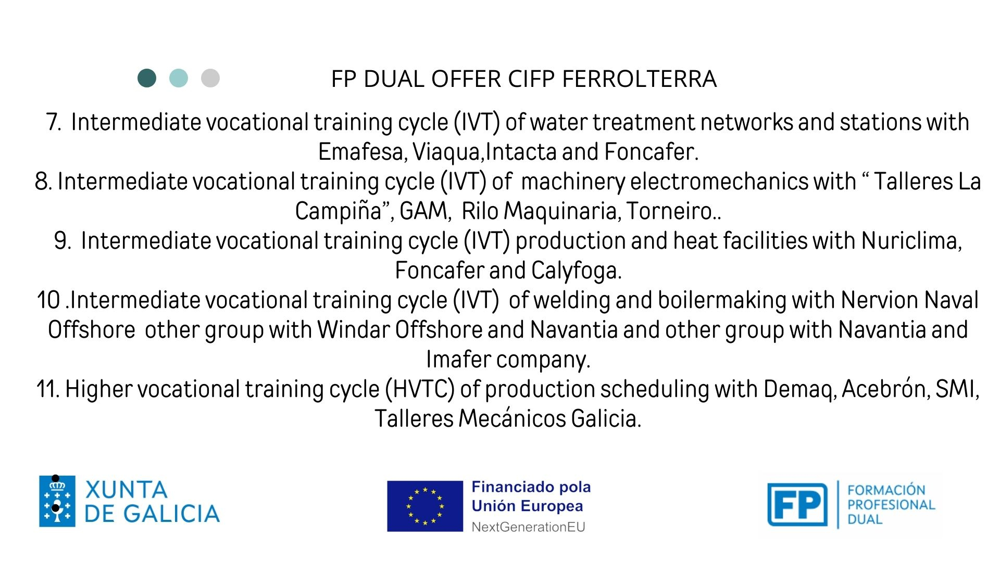 FP DUAL OFFER CIFP FERROLTERRA
7.  Intermediate vocational training cycle (IVT) of water treatment networks and stations with
Emafesa, Viaqua,Intacta and Foncafer.
8. Intermediate vocational training cycle (IVT) of  machinery electromechanics with “ Talleres La
Campiña”, GAM,  Rilo Maquinaria, Torneiro..
9.  Intermediate vocational training cycle (IVT) production and heat facilities with Nuriclima,
Foncafer and Calyfoga.
10 .Intermediate vocational training cycle (IVT)  of welding and boilermaking with Nervion Naval
Offshore  other group with Windar Offshore and Navantia and other group with Navantia and
Imafer company.
11. Higher vocational training cycle (HVTC) of production scheduling with Demaq, Acebrón, SMI,
Talleres Mecánicos Galicia.
XUNTA
DE GALICIA
Financiado pola
Unión Europea
NextGenerationEU
FP
FORMACIÓN
PROFESIONAL
DUAL